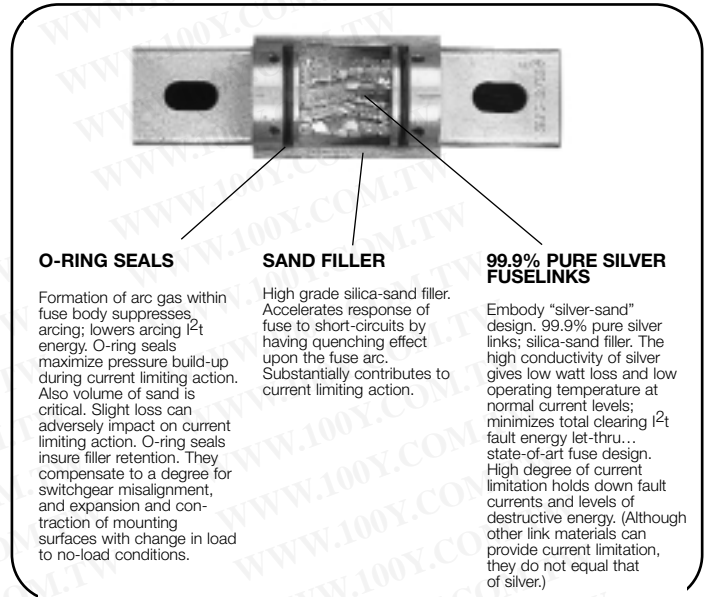 O-RING SEALS
Formation of arc gas within
fuse body suppresses
arcing; lowers arcing I2t
energy. O-ring seals
maximize pressure build-up
during current limiting action.
Also volume of sand is
critical. Slight loss can
adversely impact on current
limiting action. O-ring seals
insure filler retention. They
compensate to a degree for
switchgear misalignment,
and expansion and con-
traction of mounting
surfaces with change in load
to no-load conditions.
SAND FILLER
High grade silica-sand filler.
Accelerates response of
fuse to short-circuits by
having quenching effect
upon the fuse arc.
Substantially contributes to
current limiting action.
99.9% PURE SILVER
FUSELINKS
Embody “silver-sand”
design. 99.9% pure silver
links; silica-sand filler. The
high conductivity of silver
gives low watt loss and low
operating temperature at
normal current levels;
minimizes total clearing I2t
fault energy let-thru…
state-of-art fuse design.
High degree of current
limitation holds down fault
currents and levels of
destructive energy. (Although
other link materials can
provide current limitation,
they do not equal that
of silver.)
WWW.100Y.COM.TW